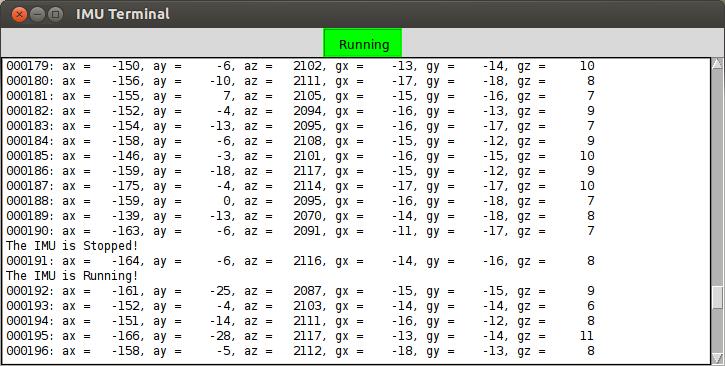 IMU Terminal
Running
000179: ax =   -150, ay =     -6, az =   2102, gx =    -13, gy =    -14, gz =     10
000180: ax =   -156, ay =    -10, az =   2111, gx =    -17, gy =    -18, gz =      8
000181: ax =   -155, ay =      7, az =   2105, gx =    -15, gy =    -16, gz =      7
000182: ax =   -152, ay =     -4, az =   2094, gx =    -16, gy =    -13, gz =      9
000183: ax =   -154, ay =    -13, az =   2095, gx =    -16, gy =    -17, gz =      7
000184: ax =   -158, ay =     -6, az =   2108, gx =    -15, gy =    -12, gz =      9
000185: ax =   -146, ay =     -3, az =   2101, gx =    -16, gy =    -15, gz =     10
000186: ax =   -159, ay =    -18, az =   2117, gx =    -15, gy =    -12, gz =      9
000187: ax =   -175, ay =     -4, az =   2114, gx =    -17, gy =    -17, gz =     10
000188: ax =   -159, ay =      0, az =   2095, gx =    -16, gy =    -18, gz =      7
000189: ax =   -139, ay =    -13, az =   2070, gx =    -14, gy =    -18, gz =      8
000190: ax =   -163, ay =     -6, az =   2091, gx =    -11, gy =    -17, gz =      7
The IMU is Stopped!
000191: ax =   -164, ay =     -6, az =   2116, gx =    -14, gy =    -16, gz =      8
The IMU is Running!
000192: ax =   -161, ay =    -25, az =   2087, gx =    -15, gy =    -15, gz =      9
000193: ax =   -152, ay =     -4, az =   2103, gx =    -14, gy =    -14, gz =      6
000194: ax =   -151, ay =    -14, az =   2111, gx =    -16, gy =    -12, gz =      8
000195: ax =   -166, ay =    -28, az =   2117, gx =    -13, gy =    -14, gz =     11
000196: ax =   -158, ay =     -5, az =   2112, gx =    -18, gy =    -13, gz =      8